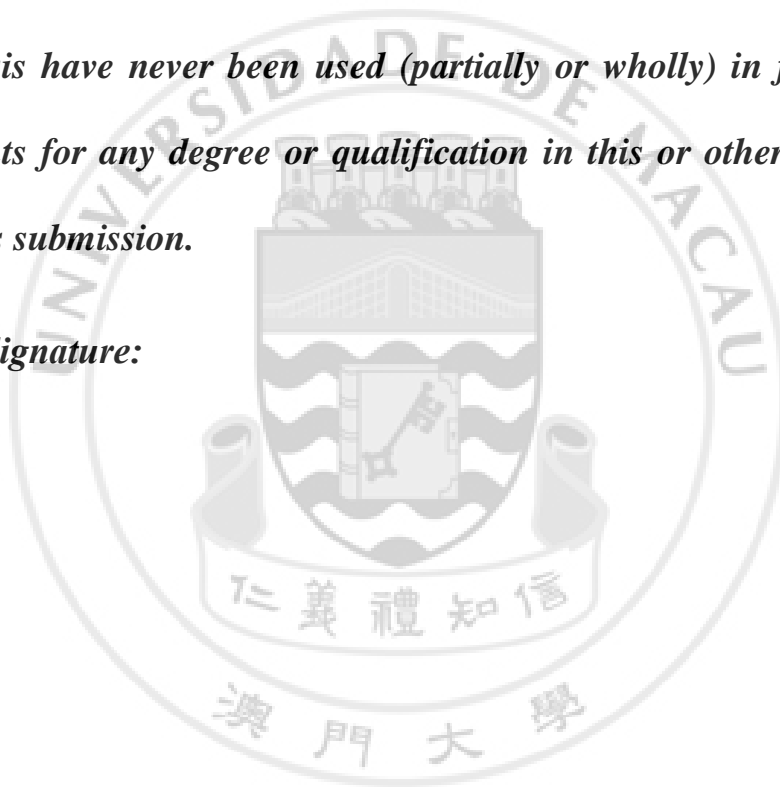 is have never been used (partially or wholly) in
ts for any degree or qualification in this or other
submission.
ignature:
UNIVERSIDADE DE MACAU
仁義禮知信
澳門大學